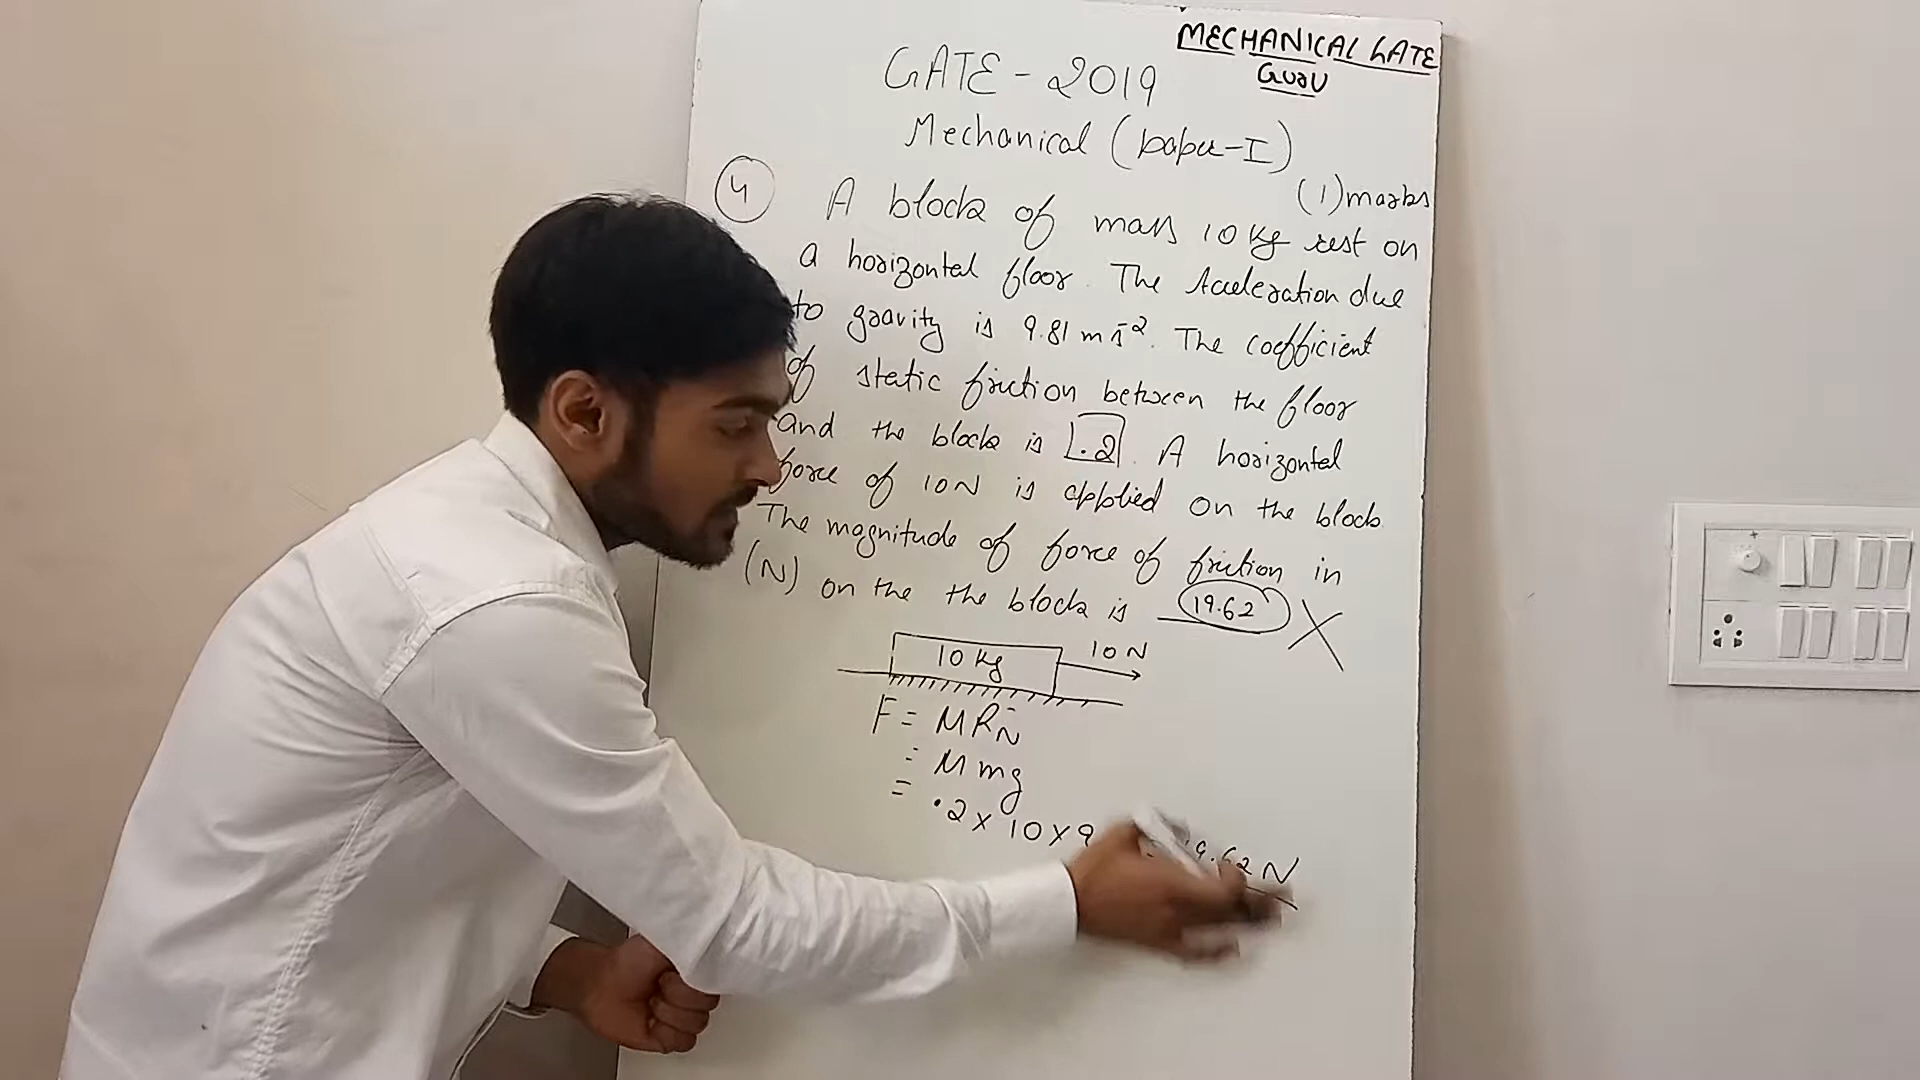 MECHANICAL GATE
GURU
GATE - 2019
Mechanical (paper-I)
(1) marks
4
A block of mass 10 kg rest on
a horizontal floor. The Acceleration due
to gravity is 9.81 m s⁻². The coefficient
of static friction between the floor
and the block is .2. A horizontal
force of 10N is applied on the block
The magnitude of force of friction in
(N) on the the block is 19.62 X
10 kg 10 N
F = MRN
= M mg
= .2 x 10 x 9 = 19.62 N